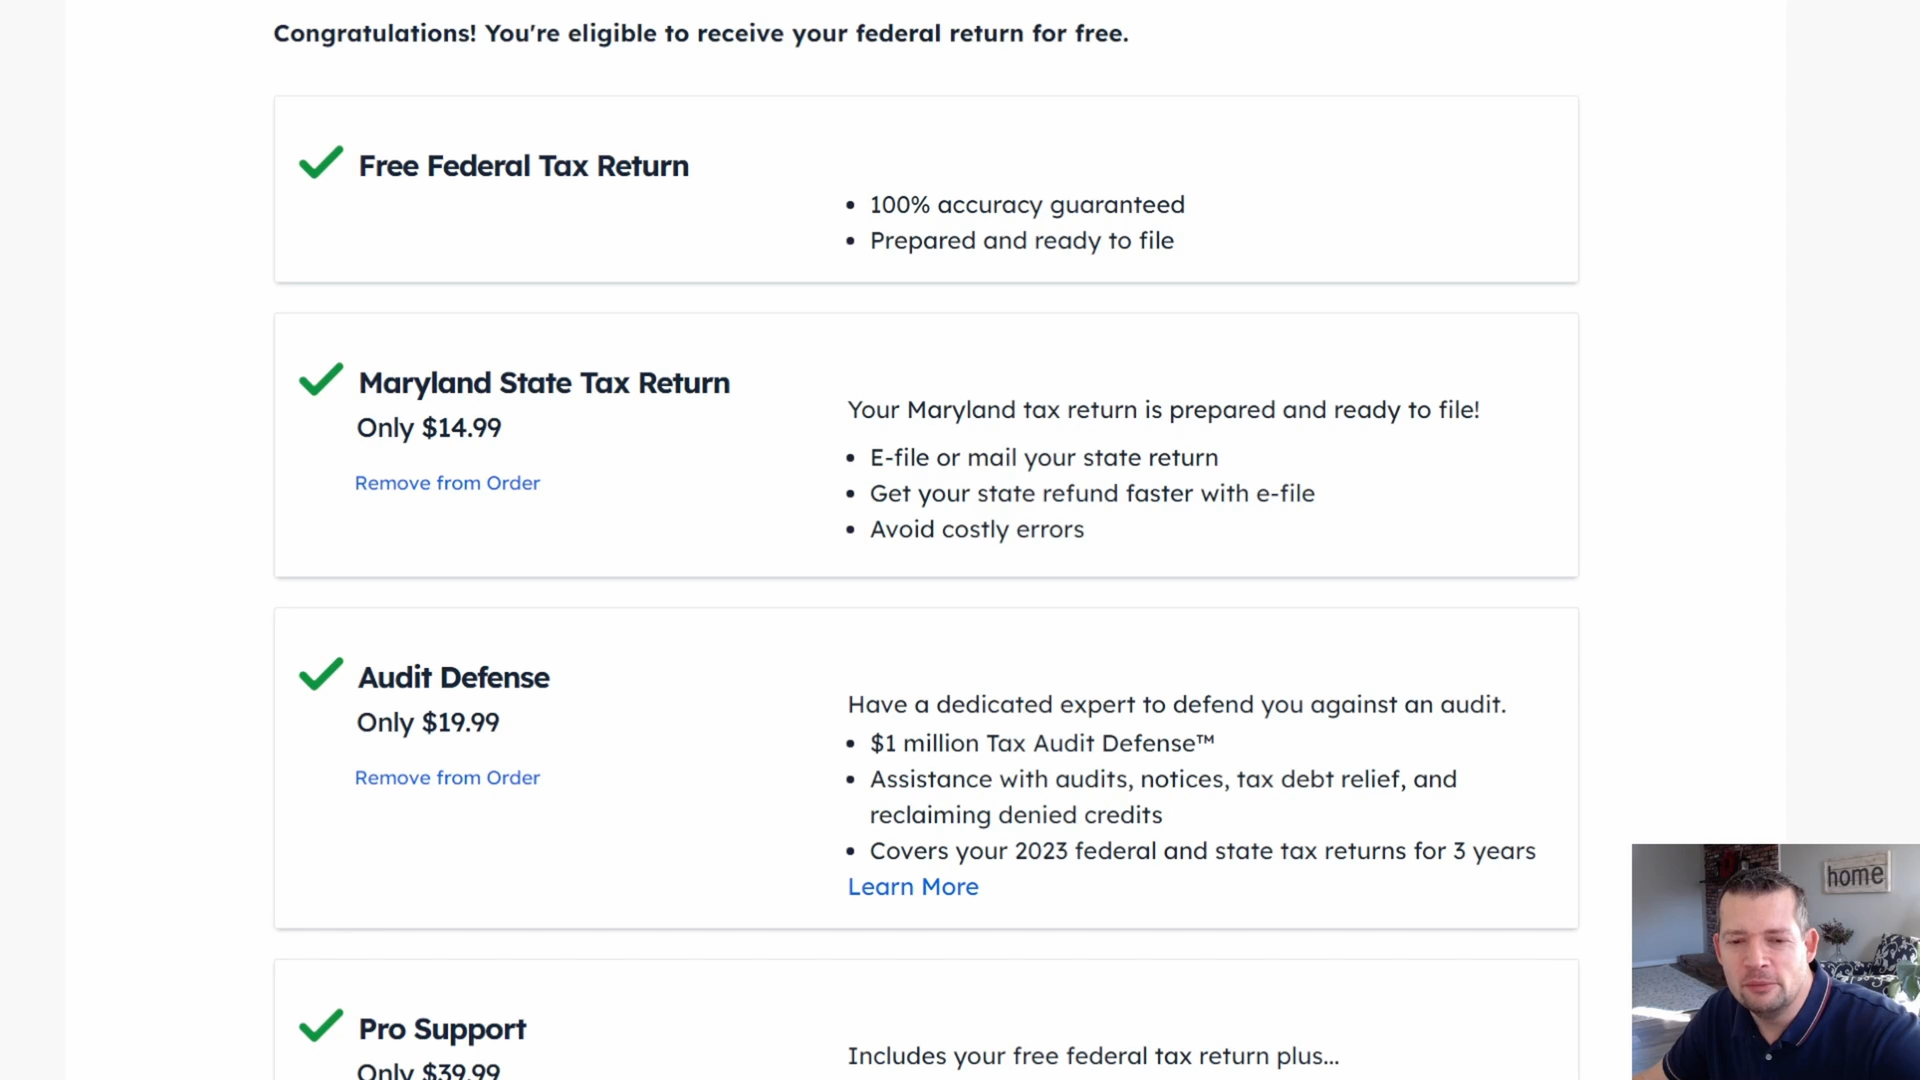 Congratulations! You're eligible to receive your federal return for free.
Free Federal Tax Return
• 100% accuracy guaranteed
• Prepared and ready to file
Maryland State Tax Return
Only $14.99
Remove from Order
Your Maryland tax return is prepared and ready to file!
• E-file or mail your state return
• Get your state refund faster with e-file
• Avoid costly errors
Audit Defense
Only $19.99
Remove from Order
Have a dedicated expert to defend you against an audit.
• $1 million Tax Audit Defense™
• Assistance with audits, notices, tax debt relief, and
reclaiming denied credits
• Covers your 2023 federal and state tax returns for 3 years
Learn More
Pro Support
Only $39.99
Includes your free federal tax return plus...
home